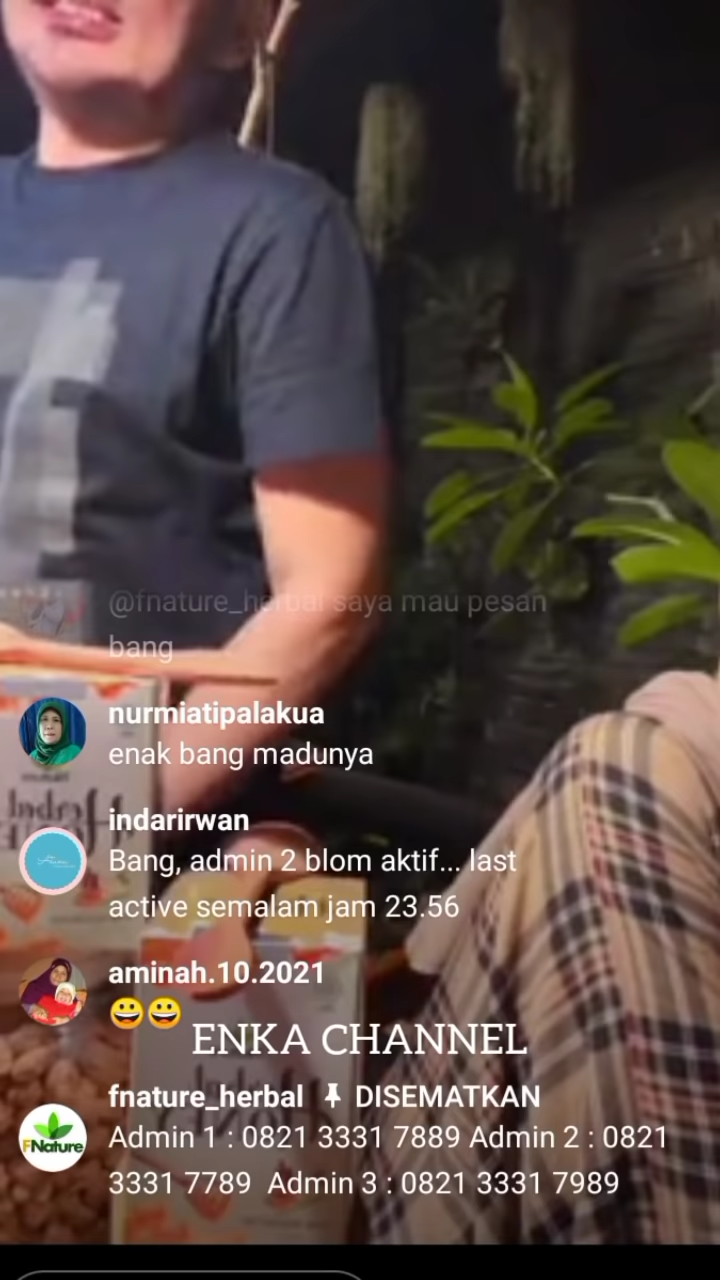 @fnature_herbal saya mau pesan
bang
nurmiatipalakua
enak bang madunya
indarirwan
Bang, admin 2 blom aktif... last
active semalam jam 23.56
aminah.10.2021
😀😀
ENKA CHANNEL
fnature_herbal 📌 DISEMATKAN
FNature
Admin 1 : 0821 3331 7889 Admin 2 : 0821
3331 7789 Admin 3 : 0821 3331 7989